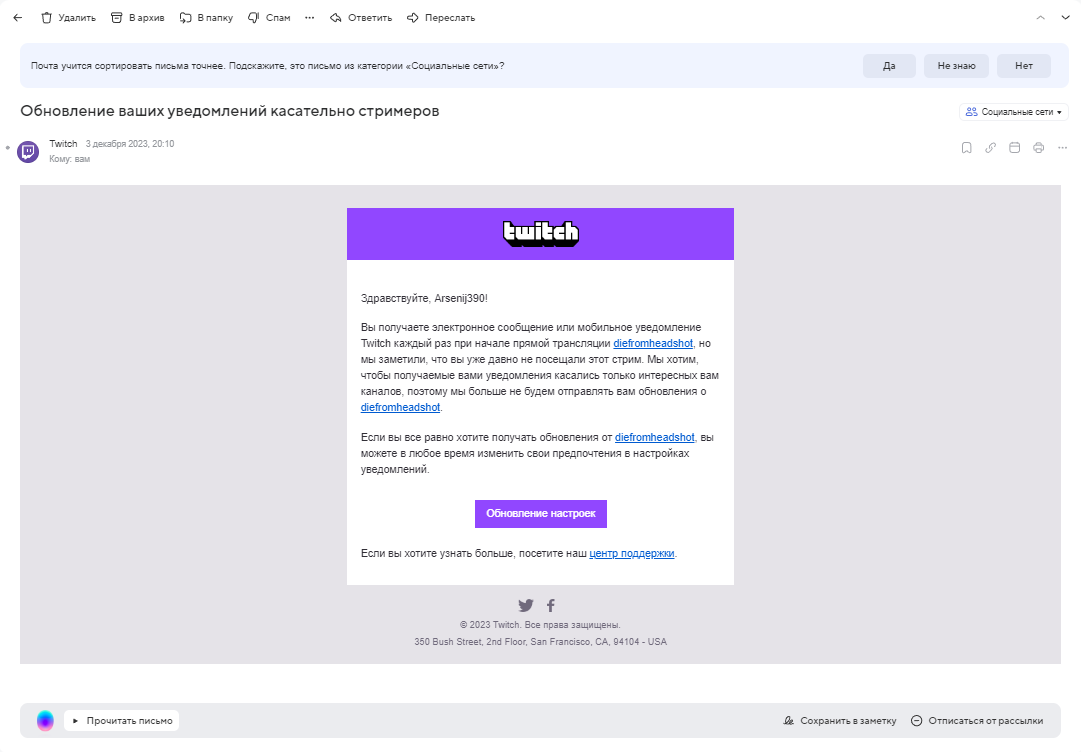 Удалить В архив В папку Спам Ответить Переслать
Почта учится сортировать письма точнее. Подскажите, это письмо из категории «Социальные сети»?
Да Не знаю Нет
Обновление ваших уведомлений касательно стримеров
Социальные сети
Twitch 3 декабря 2023, 20:10
Кому: вам
twitch
Здравствуйте, Arsenij390!
Вы получаете электронное сообщение или мобильное уведомление
Twitch каждый раз при начале прямой трансляции diefromheadshot, но
мы заметили, что вы уже давно не посещали этот стрим. Мы хотим,
чтобы получаемые вами уведомления касались только интересных вам
каналов, поэтому мы больше не будем отправлять вам обновления о
diefromheadshot.
Если вы все равно хотите получать обновления от diefromheadshot, вы
можете в любое время изменить свои предпочтения в настройках
уведомлений.
Обновление настроек
Если вы хотите узнать больше, посетите наш центр поддержки.
© 2023 Twitch. Все права защищены.
350 Bush Street, 2nd Floor, San Francisco, CA, 94104 - USA
Прочитать письмо Сохранить в заметку Отписаться от рассылки